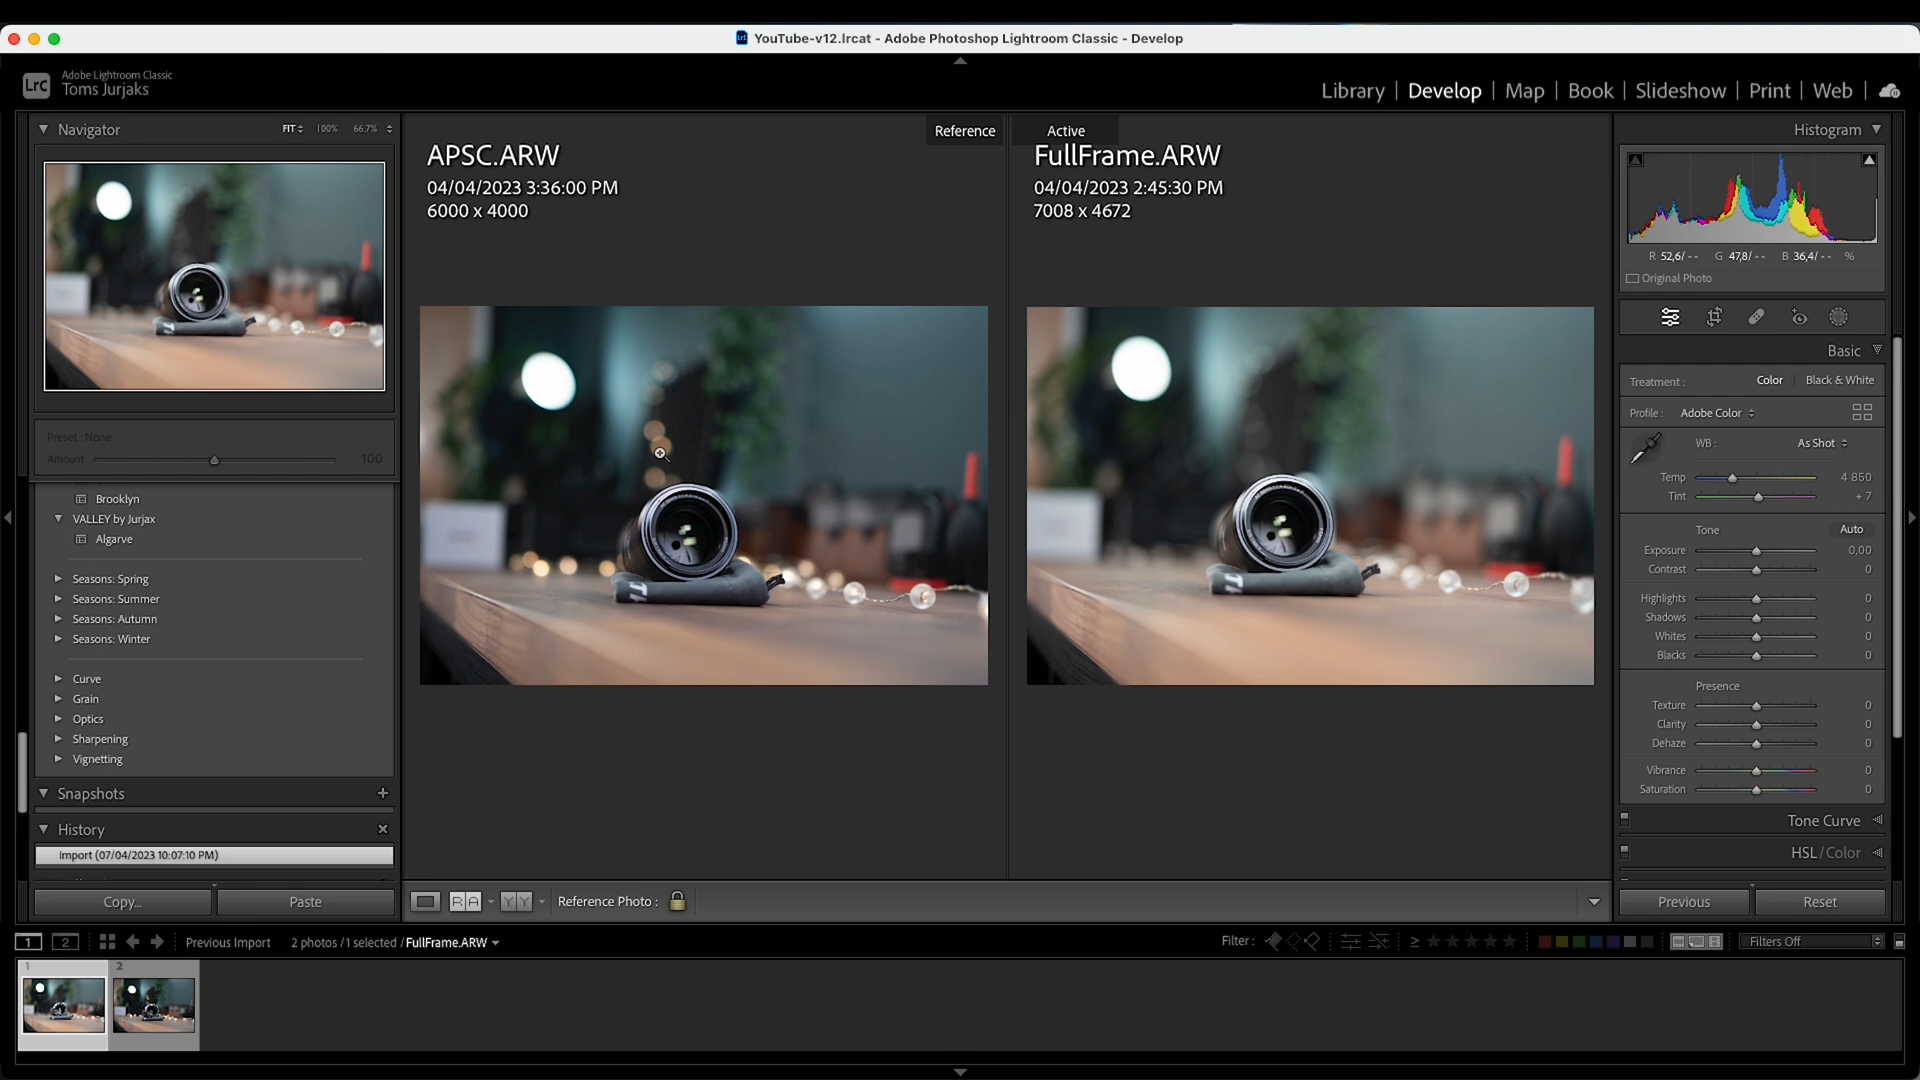 YouTube-v12.lrcat - Adobe Photoshop Lightroom Classic - Develop
LrC
Adobe Lightroom Classic
Toms Jurjaks
Library | Develop | Map | Book | Slideshow | Print | Web
Navigator FIT 100% 66.7%
Preset : None
Amount 100
Brooklyn
VALLEY by Jurjax
Algarve
Seasons: Spring
Seasons: Summer
Seasons: Autumn
Seasons: Winter
Curve
Grain
Optics
Sharpening
Vignetting
Snapshots +
History
Import (07/04/2023 10:07:10 PM)
Copy... Paste
Reference
APSC.ARW
04/04/2023 3:36:00 PM
6000 x 4000
Active
FullFrame.ARW
04/04/2023 2:45:30 PM
7008 x 4672
R A Y Y Reference Photo :
Histogram
R 52,6/ - - G 47,8/ - - B 36,4/ - - %
Original Photo
Basic
Treatment : Color Black & White
Profile : Adobe Color
WB : As Shot
Temp 4 850
Tint + 7
Tone Auto
Exposure 0,00
Contrast 0
Highlights 0
Shadows 0
Whites 0
Blacks 0
Presence
Texture 0
Clarity 0
Dehaze 0
Vibrance 0
Saturation 0
Tone Curve
HSL / Color
Previous Reset
1 2 Previous Import 2 photos / 1 selected / FullFrame.ARW Filter : ≥ Filters Off
1 2